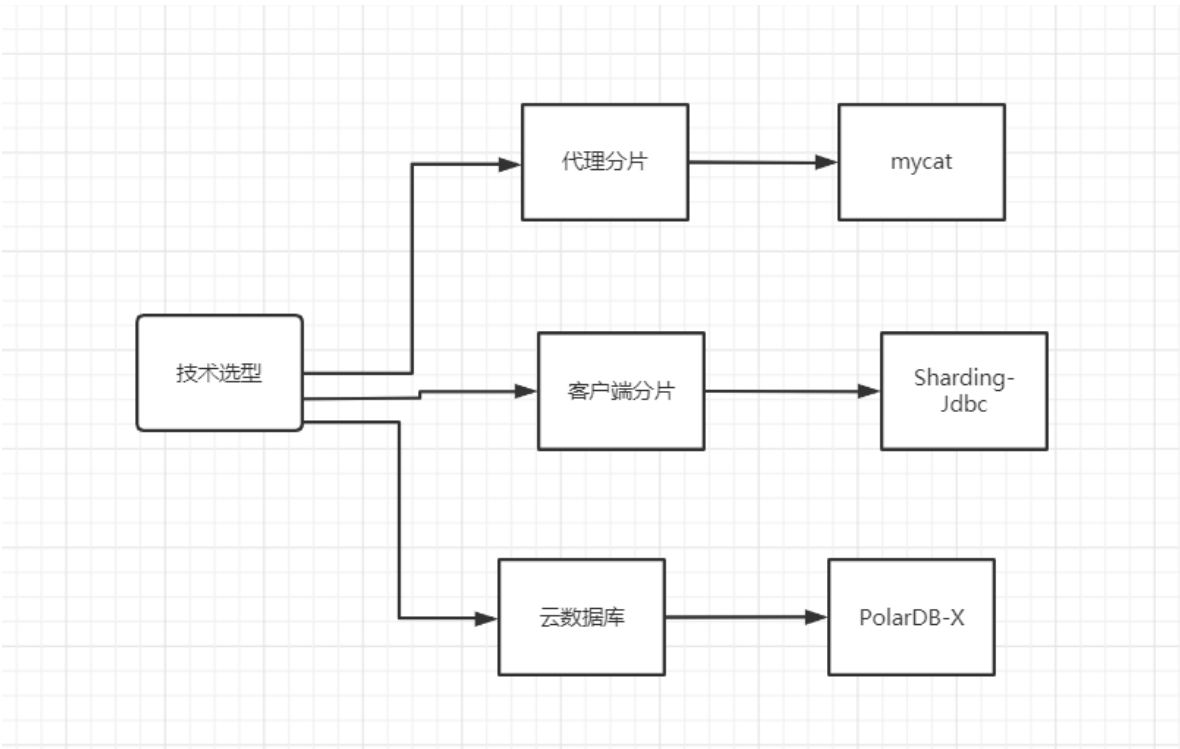 代理分片
mycat
技术选型
客户端分片
Sharding-
Jdbc
云数据库
PolarDB-X